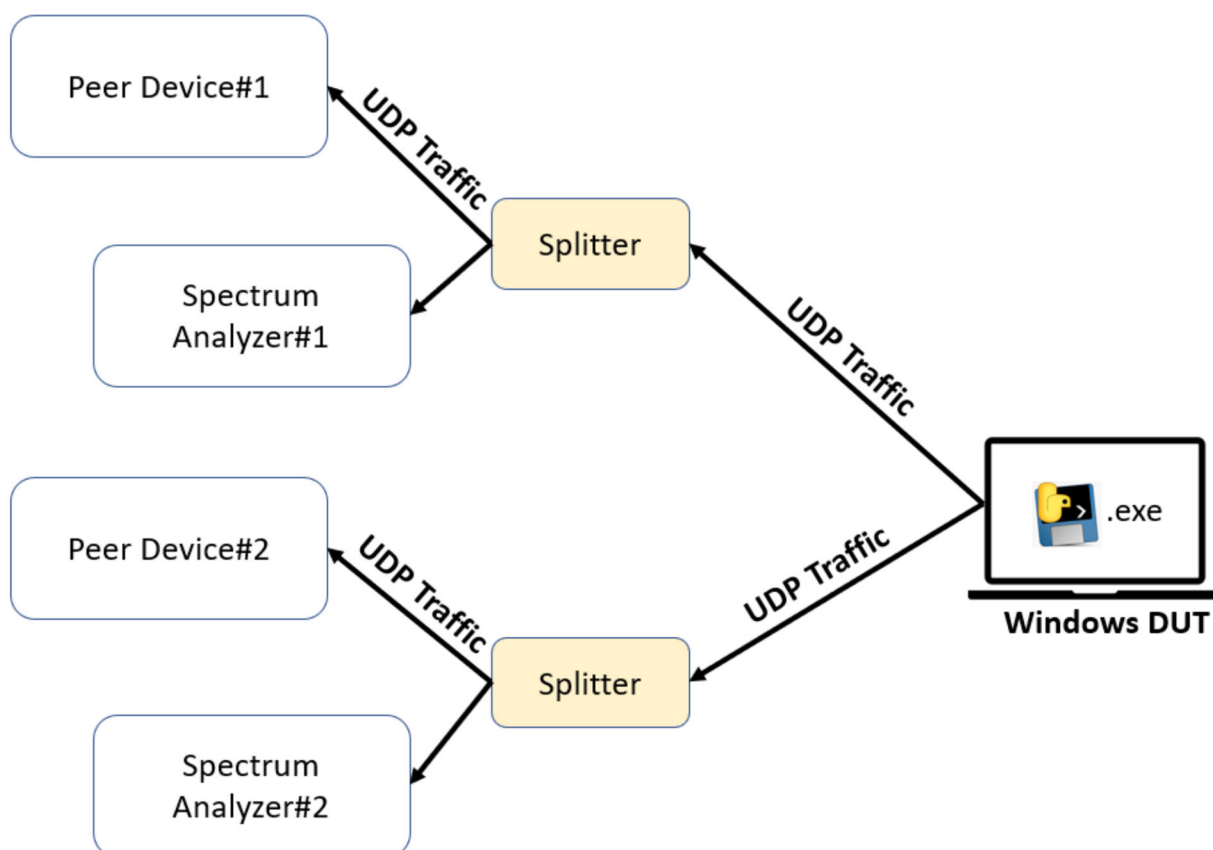 Peer Device#1
UDP Traffic
Splitter
Spectrum
Analyzer#1
UDP Traffic
.exe
Windows DUT
Peer Device#2
UDP Traffic
UDP Traffic
Splitter
Spectrum
Analyzer#2